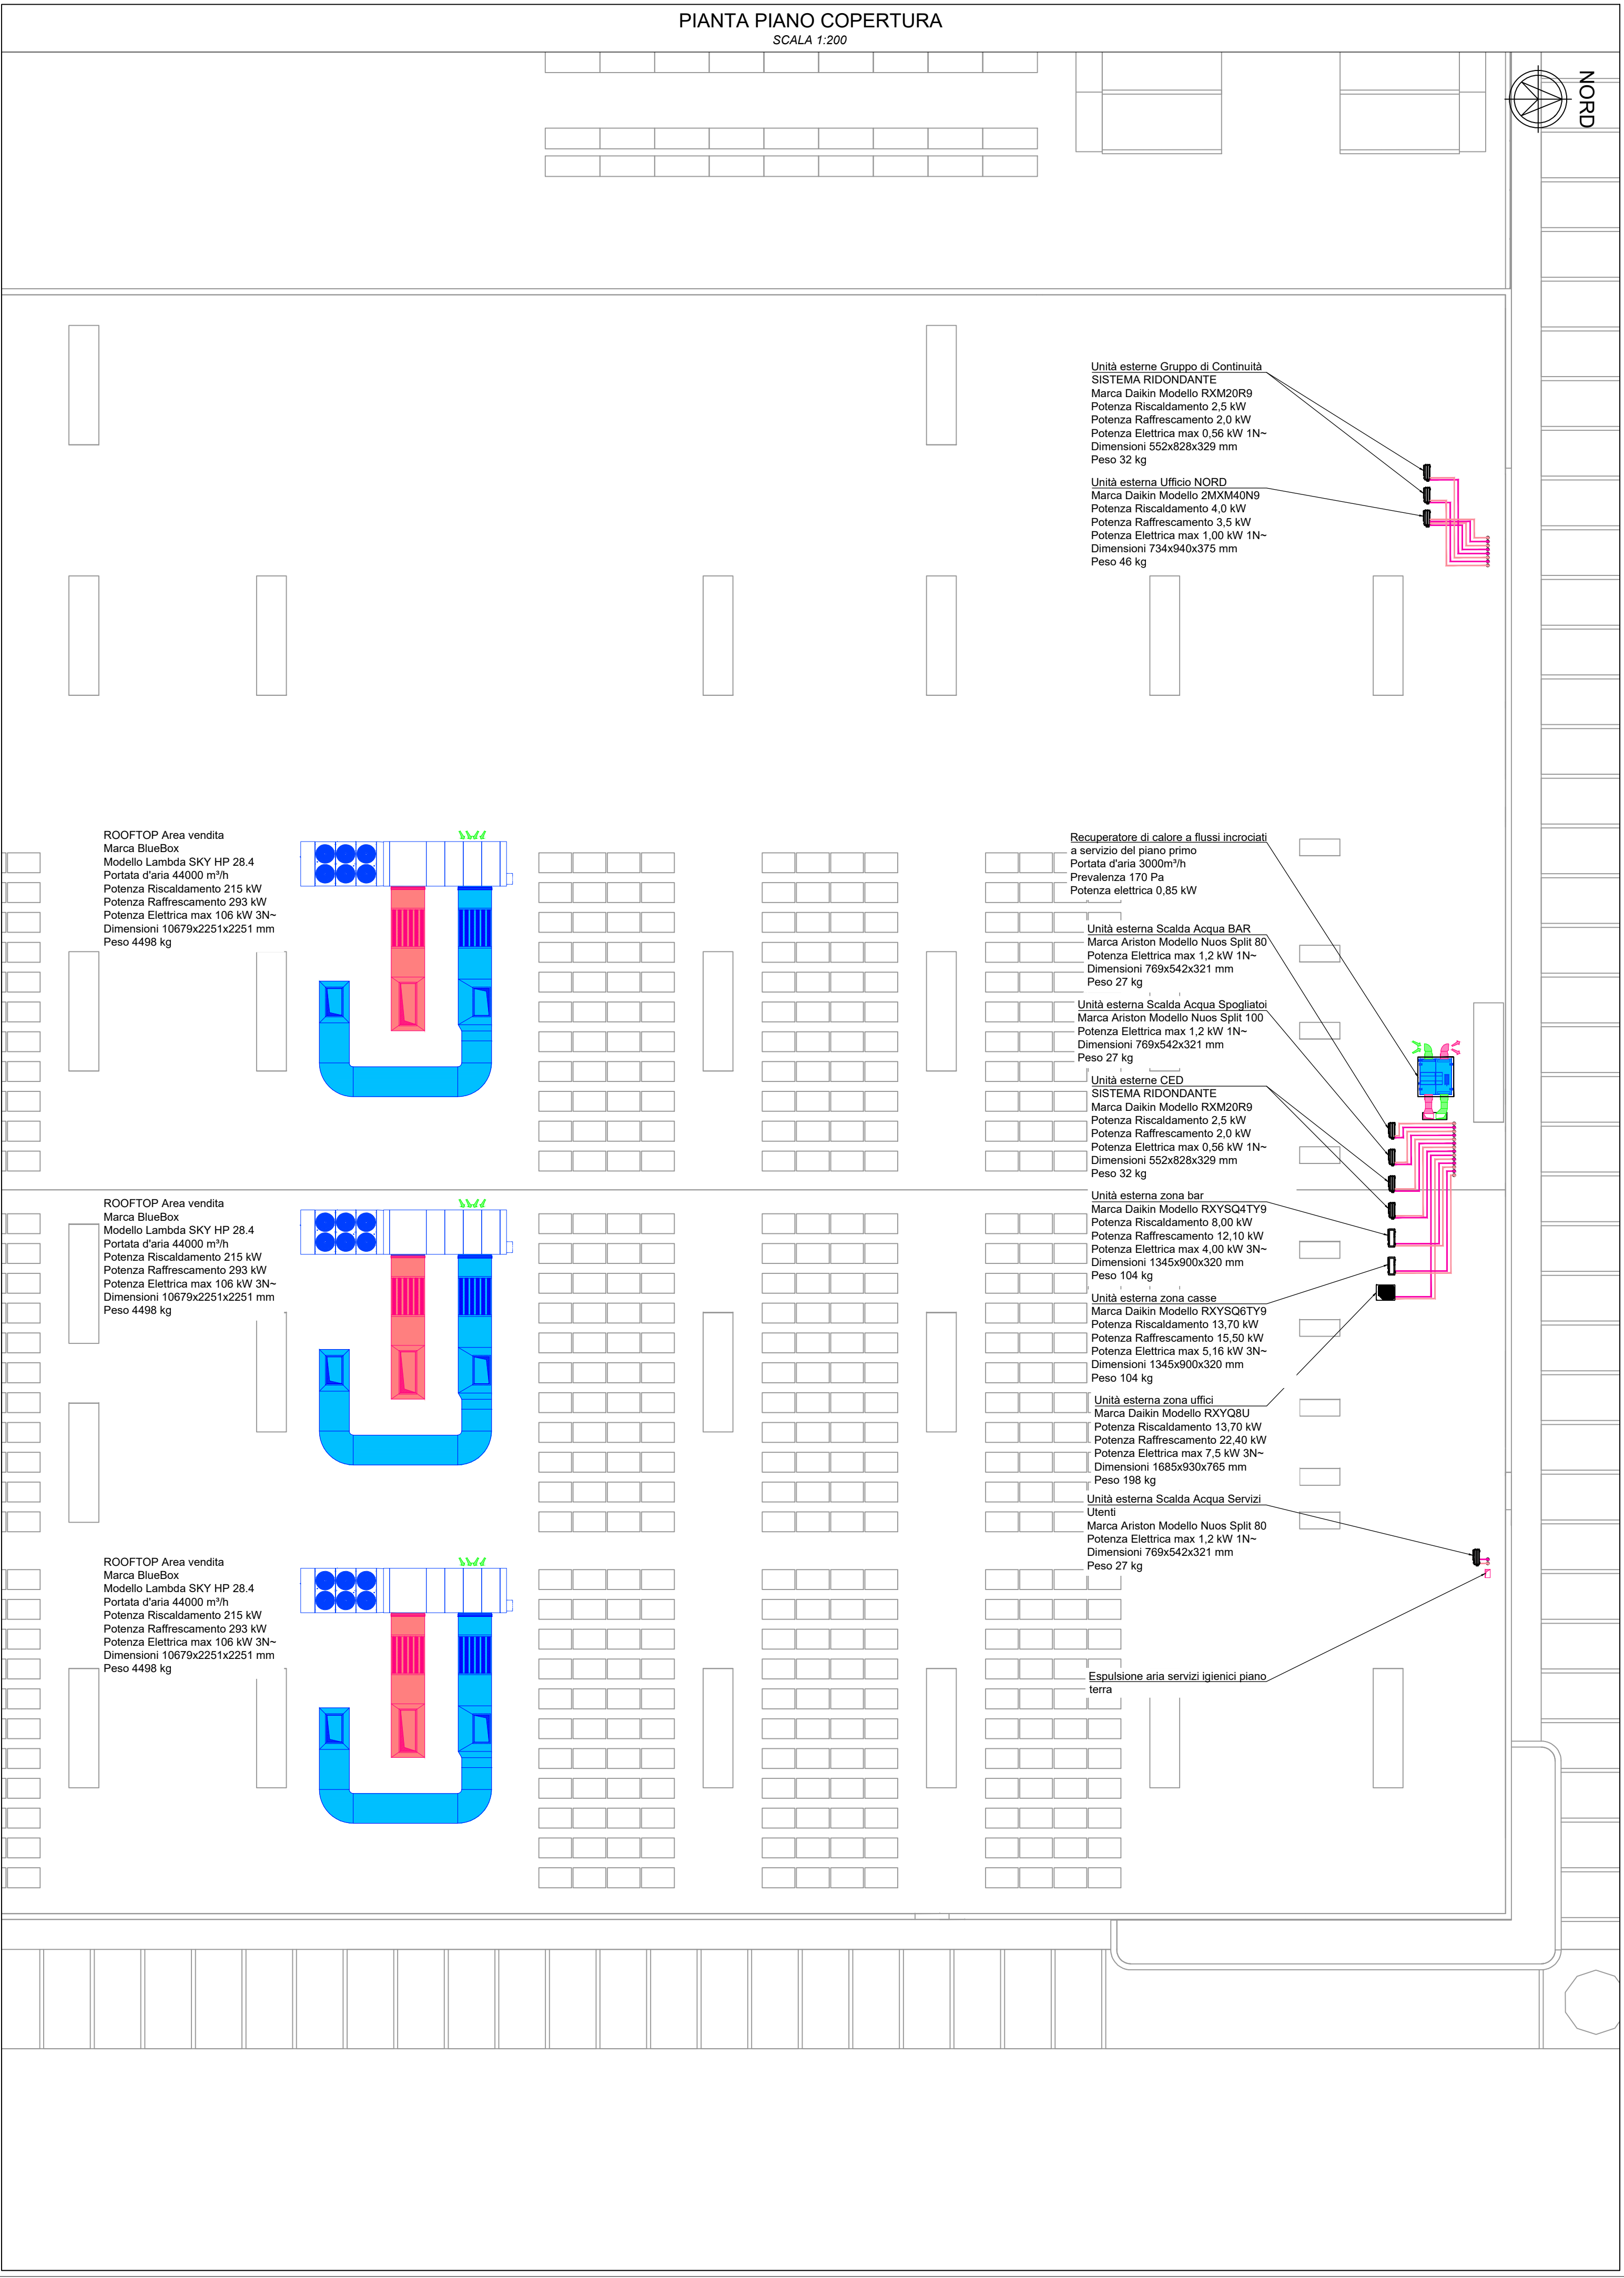 PIANTA PIANO COPERTURA
SCALA 1:200
NORD
Unità esterne Gruppo di Continuità
SISTEMA RIDONDANTE
Marca Daikin Modello RXM20R9
Potenza Riscaldamento 2,5 kW
Potenza Raffrescamento 2,0 kW
Potenza Elettrica max 0,56 kW 1N~
Dimensioni 552x828x329 mm
Peso 32 kg
Unità esterna Ufficio NORD
Marca Daikin Modello 2MXM40N9
Potenza Riscaldamento 4,0 kW
Potenza Raffrescamento 3,5 kW
Potenza Elettrica max 1,00 kW 1N~
Dimensioni 734x940x375 mm
Peso 46 kg
ROOFTOP Area vendita
Marca BlueBox
Modello Lambda SKY HP 28.4
Portata d'aria 44000 m³/h
Potenza Riscaldamento 215 kW
Potenza Raffrescamento 293 kW
Potenza Elettrica max 106 kW 3N~
Dimensioni 10679x2251x2251 mm
Peso 4498 kg
Recuperatore di calore a flussi incrociati
a servizio del piano primo
Portata d'aria 3000m³/h
Prevalenza 170 Pa
Potenza elettrica 0,85 kW
Unità esterna Scalda Acqua BAR
Marca Ariston Modello Nuos Split 80
Potenza Elettrica max 1,2 kW 1N~
Dimensioni 769x542x321 mm
Peso 27 kg
Unità esterna Scalda Acqua Spogliatoi
Marca Ariston Modello Nuos Split 100
Potenza Elettrica max 1,2 kW 1N~
Dimensioni 769x542x321 mm
Peso 27 kg
Unità esterne CED
SISTEMA RIDONDANTE
Marca Daikin Modello RXM20R9
Potenza Riscaldamento 2,5 kW
Potenza Raffrescamento 2,0 kW
Potenza Elettrica max 0,56 kW 1N~
Dimensioni 552x828x329 mm
Peso 32 kg
ROOFTOP Area vendita
Marca BlueBox
Modello Lambda SKY HP 28.4
Portata d'aria 44000 m³/h
Potenza Riscaldamento 215 kW
Potenza Raffrescamento 293 kW
Potenza Elettrica max 106 kW 3N~
Dimensioni 10679x2251x2251 mm
Peso 4498 kg
Unità esterna zona bar
Marca Daikin Modello RXYSQ4TY9
Potenza Riscaldamento 8,00 kW
Potenza Raffrescamento 12,10 kW
Potenza Elettrica max 4,00 kW 3N~
Dimensioni 1345x900x320 mm
Peso 104 kg
Unità esterna zona casse
Marca Daikin Modello RXYSQ6TY9
Potenza Riscaldamento 13,70 kW
Potenza Raffrescamento 15,50 kW
Potenza Elettrica max 5,16 kW 3N~
Dimensioni 1345x900x320 mm
Peso 104 kg
Unità esterna zona uffici
Marca Daikin Modello RXYQ8U
Potenza Riscaldamento 13,70 kW
Potenza Raffrescamento 22,40 kW
Potenza Elettrica max 7,5 kW 3N~
Dimensioni 1685x930x765 mm
Peso 198 kg
Unità esterna Scalda Acqua Servizi
Utenti
Marca Ariston Modello Nuos Split 80
Potenza Elettrica max 1,2 kW 1N~
Dimensioni 769x542x321 mm
Peso 27 kg
ROOFTOP Area vendita
Marca BlueBox
Modello Lambda SKY HP 28.4
Portata d'aria 44000 m³/h
Potenza Riscaldamento 215 kW
Potenza Raffrescamento 293 kW
Potenza Elettrica max 106 kW 3N~
Dimensioni 10679x2251x2251 mm
Peso 4498 kg
Espulsione aria servizi igienici piano
terra